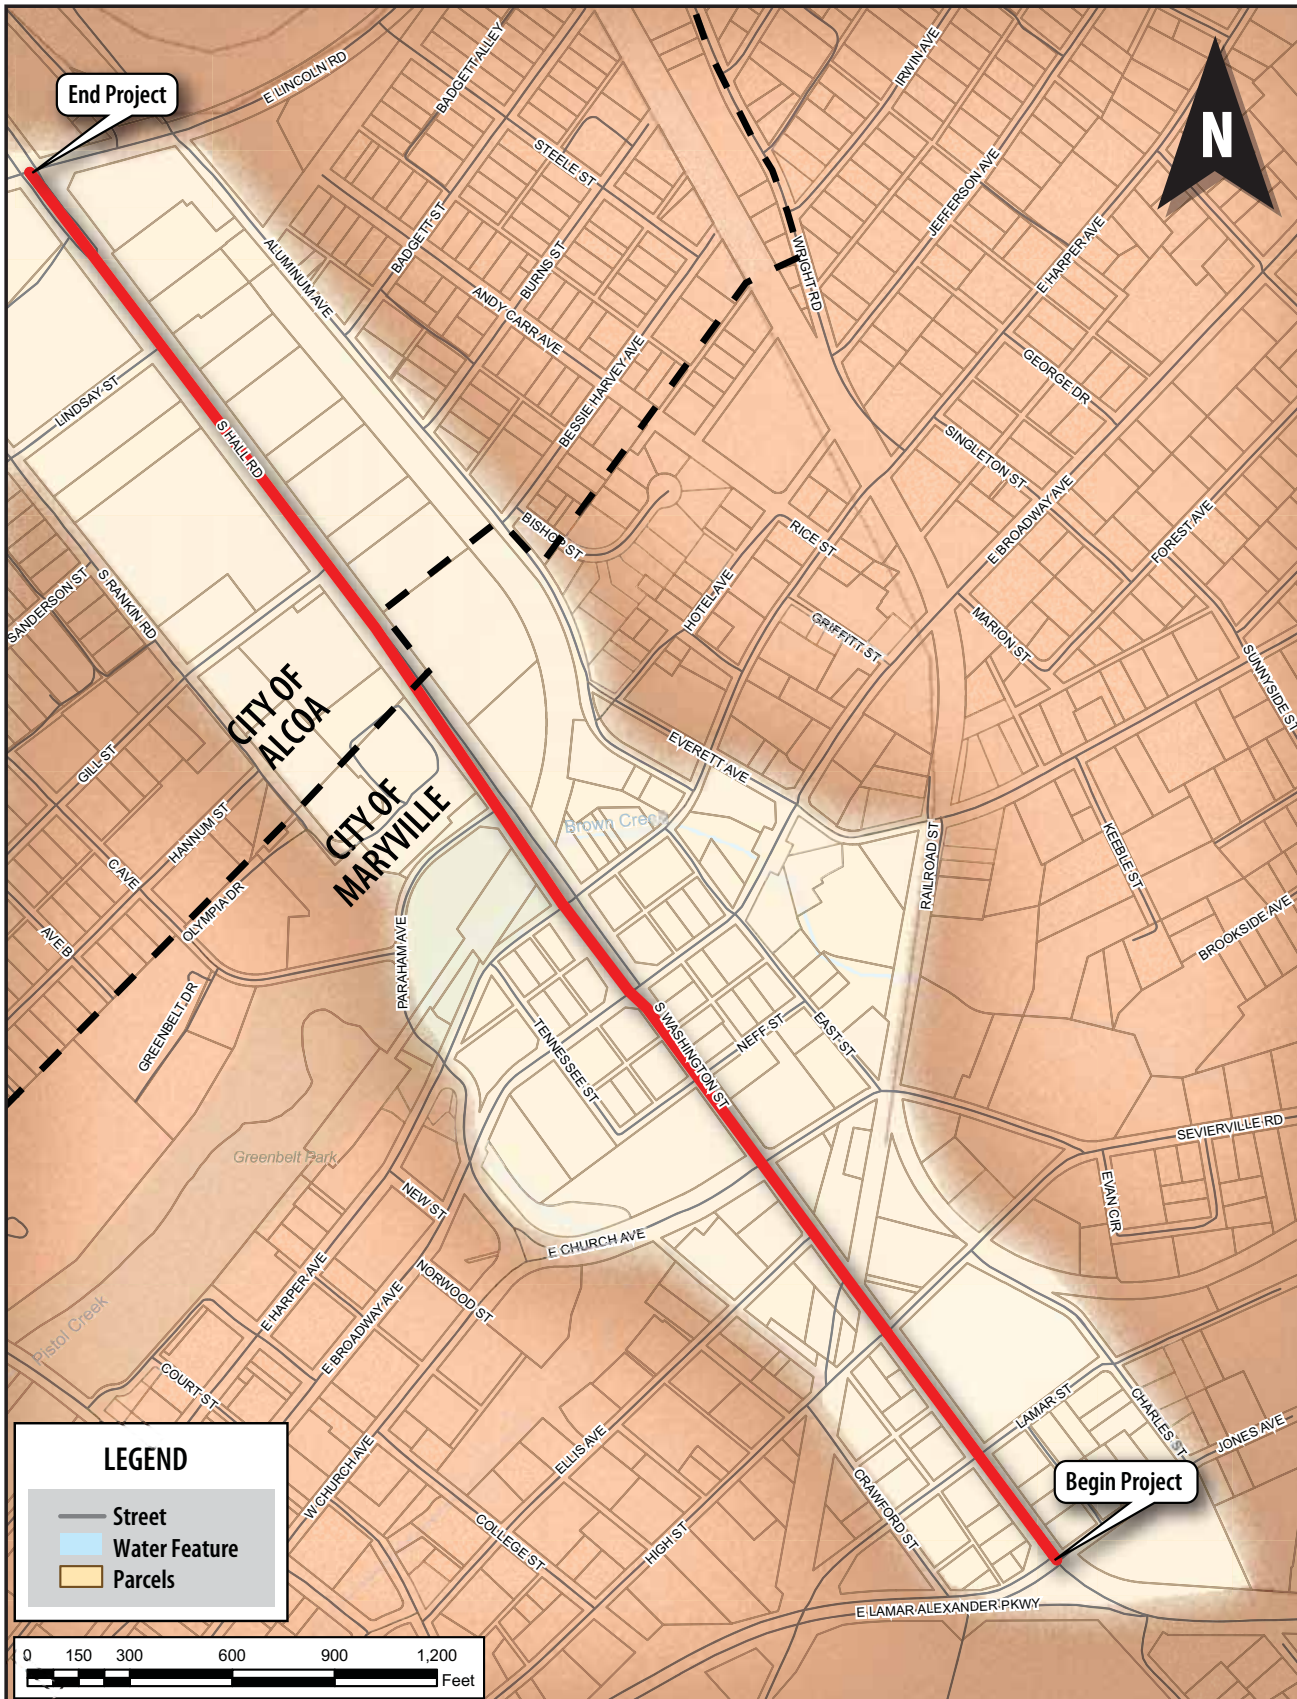 End Project
E LINCOLN RD
BADGETT ALLEY
IRWIN AVE
N
STEELE ST
JEFFERSON AVE
BADGETT ST
ALUMINUM AVE
BURNS ST
WRIGHT RD
E HARPER AVE
ANDY CARR AVE
BESSIE HARVEY AVE
GEORGE DR
LINDSAY ST
S HALL RD
SINGLETON ST
BISHOP ST
RICE ST
E BROADWAY AVE
FOREST AVE
SANDERSON ST
S RANKIN RD
HOTEL AVE
GRIFFITT ST
MARION ST
SUNNYSIDE ST
CITY OF
ALCOA
GILL ST
EVERETT AVE
CITY OF
MARYVILLE
HANNUM ST
Brown Creek
CAVE
OLYMPIA DR
RAILROAD ST
KEEBLE ST
AVE B
PARAHAM AVE
BROOKSIDE AVE
GREENBELT DR
TENNESSEE ST
S WASHINGTON ST
NEFF ST
EAST ST
SEVIERVILLE RD
Greenbelt Park
NEW ST
EVAN CIR
E CHURCH AVE
E HARPER AVE
NORWOOD ST
E BROADWAY AVE
Pistol Creek
COURT ST
LAMAR ST
CHARLES ST
JONES AVE
W CHURCH AVE
ELLIS AVE
CRAWFORD ST
Begin Project
COLLEGE ST
HIGH ST
E LAMAR ALEXANDER PKWY
LEGEND
Street
Water Feature
Parcels
0 150 300 600 900 1,200
Feet